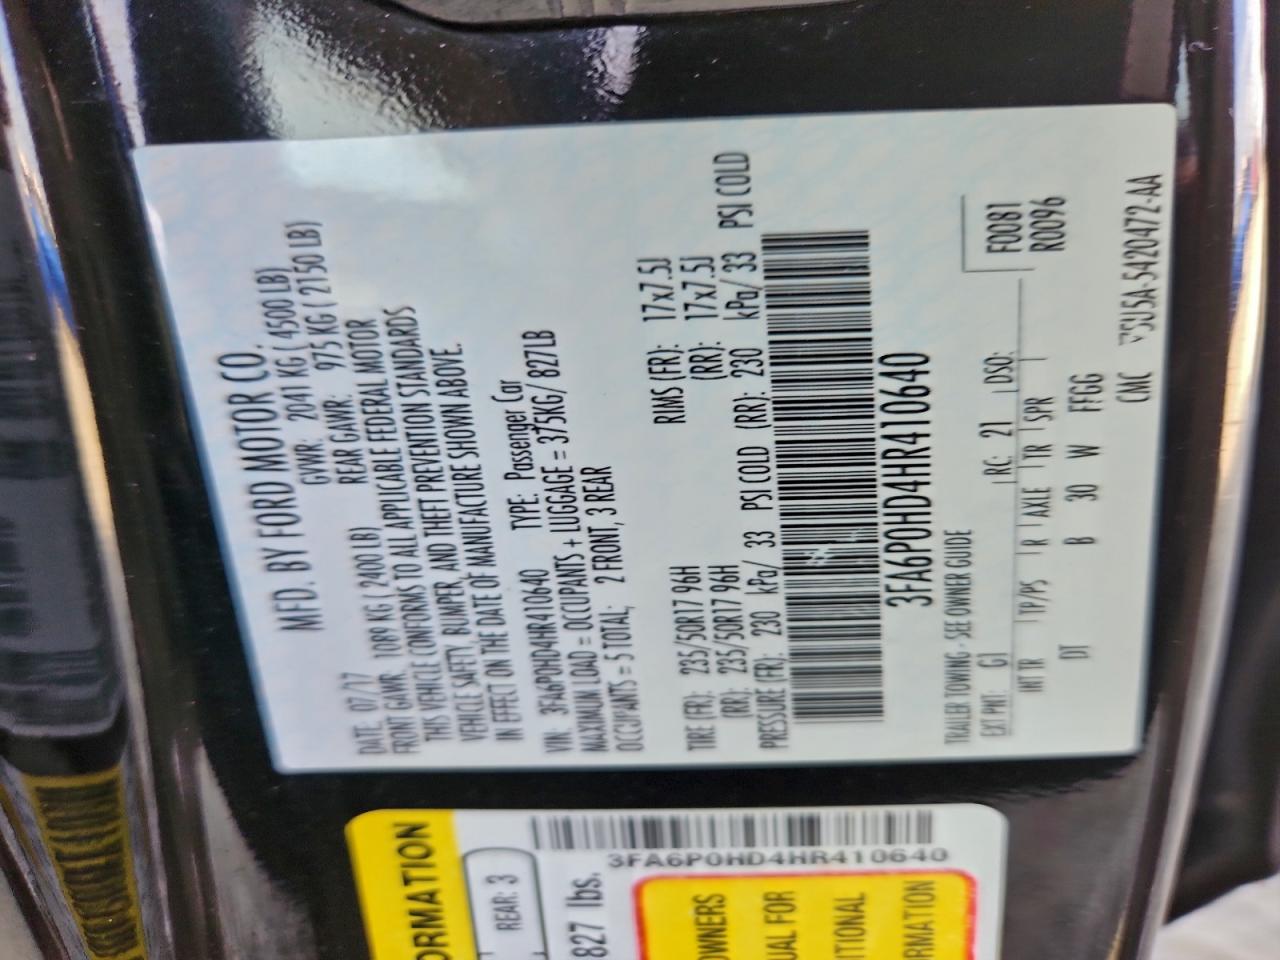 MFD. BY FORD MOTOR CO.
DATE: 07/17 GVWR: 2041 KG ( 4500 LB)
FRONT GAWR: 1089 KG ( 2400 LB) REAR GAWR: 975 KG ( 2150 LB)
THIS VEHICLE CONFORMS TO ALL APPLICABLE FEDERAL MOTOR
VEHICLE SAFETY, BUMPER, AND THEFT PREVENTION STANDARDS
IN EFFECT ON THE DATE OF MANUFACTURE SHOWN ABOVE.
VIN: 3FA6P0HD4HR410640 TYPE: Passenger Car
MAXIMUM LOAD = OCCUPANTS + LUGGAGE = 375KG/ 827LB
OCCUPANTS = 5 TOTAL; 2 FRONT, 3 REAR
TIRE (FR): 235/50R17 96H RIMS (FR): 17x7.5J
(RR): 235/50R17 96H (RR): 17x7.5J
PRESSURE (FR): 230 kPa/ 33 PSI COLD (RR): 230 kPa/ 33 PSI COLD
3FA6P0HD4HR410640
TRAILER TOWING - SEE OWNER GUIDE
F0081
R0096
EXT PNT: G1 RC: 21 DSO:
INT TR TP/PS R AXLE TR SPR
DT B 30 W FFGG
CMC 5U5A-5420472-AA
ORMATION
REAR: 3
827 lbs.
3FA6P0HD4HR410640
OWNERS
UAL FOR
ITIONAL
RMATION